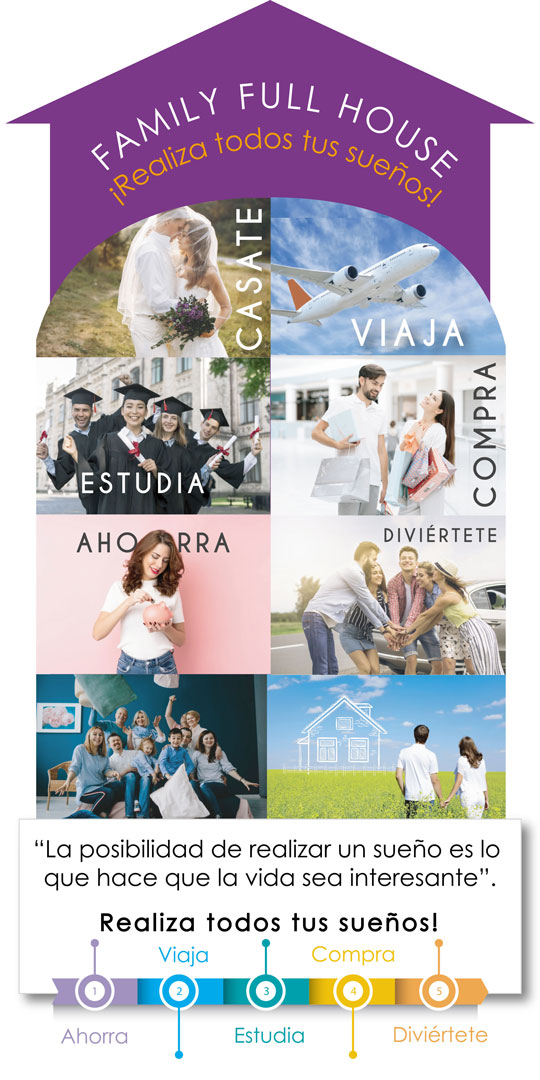 FAMILY FULL HOUSE
¡Realiza todos tus sueños!
CASATE
VIAJA
ESTUDIA
COMPRA
AHORRA
DIVIÉRTETE
“La posibilidad de realizar un sueño es lo
que hace que la vida sea interesante”.
Realiza todos tus sueños!
Viaja
Compra
1 2 3 4 5
Ahorra
Estudia
Diviértete